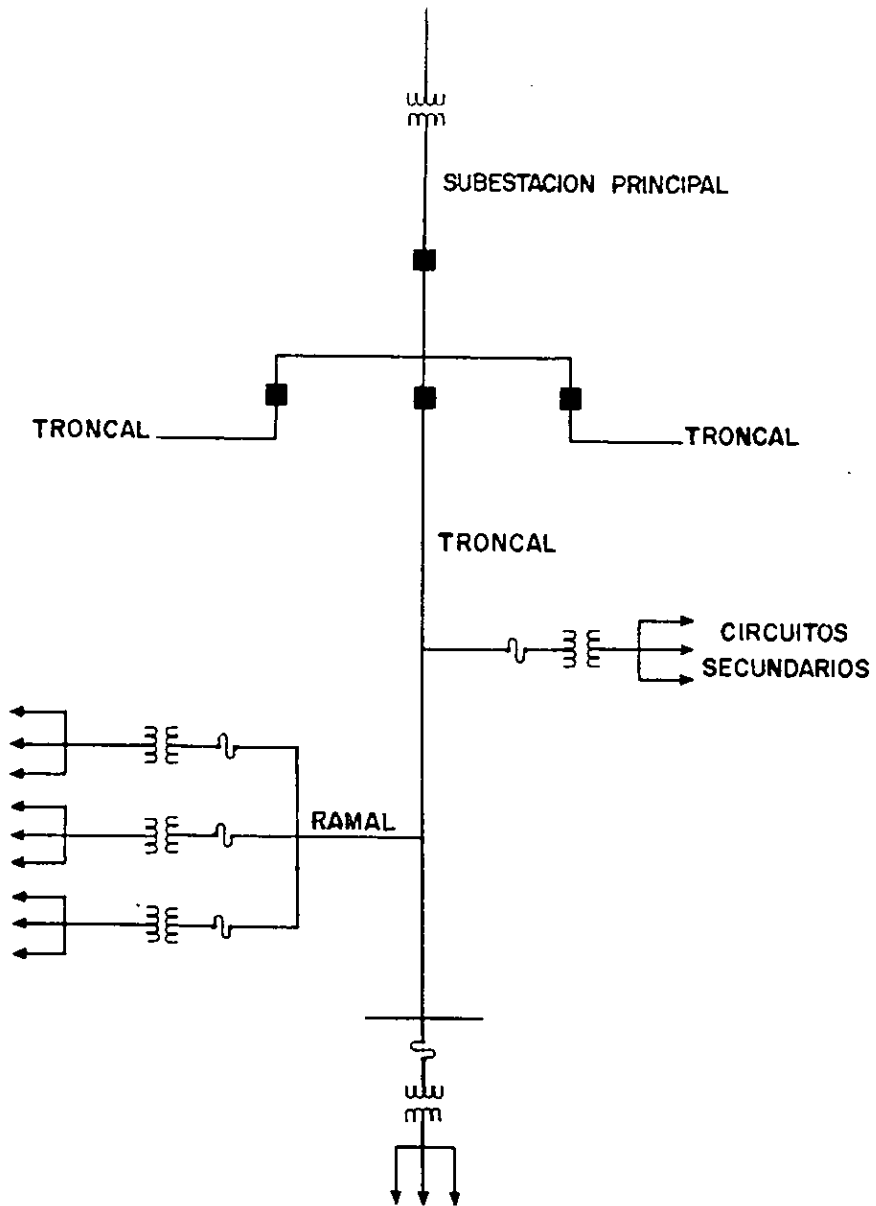 SUBESTACION PRINCIPAL
TRONCAL
TRONCAL
TRONCAL
CIRCUITOS
SECUNDARIOS
RAMAL